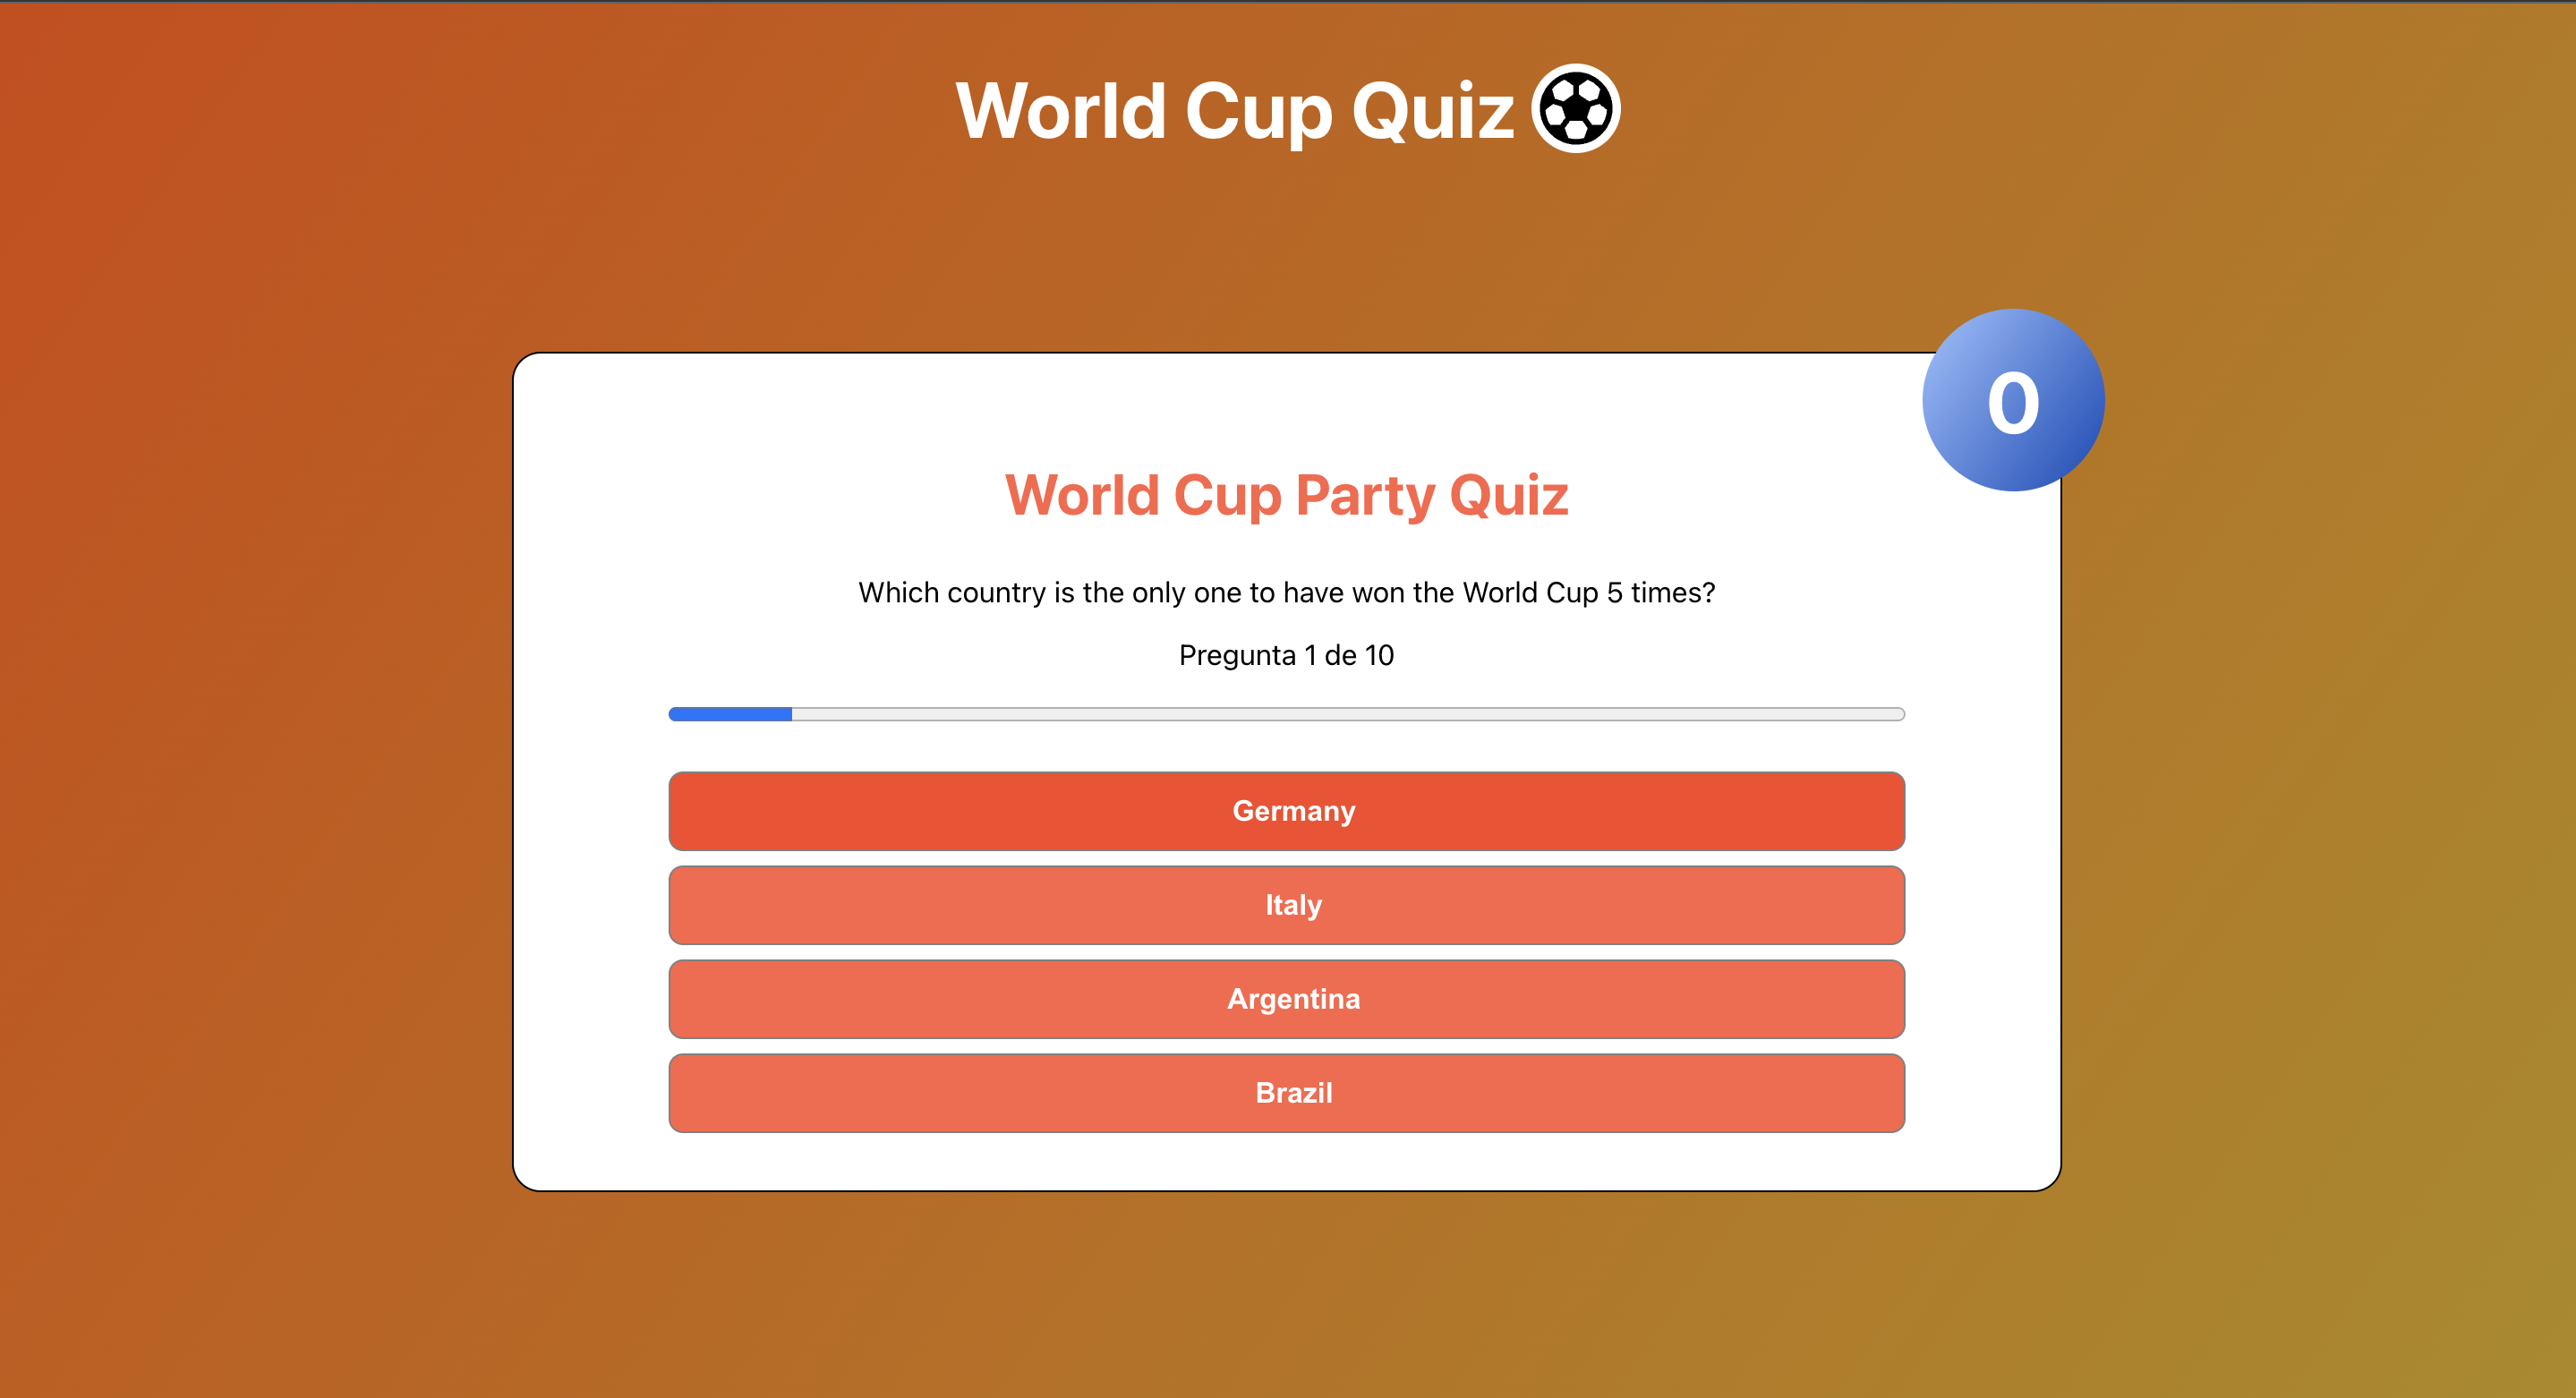 World Cup Quiz
0
World Cup Party Quiz
Which country is the only one to have won the World Cup 5 times?
Pregunta 1 de 10
Germany
Italy
Argentina
Brazil